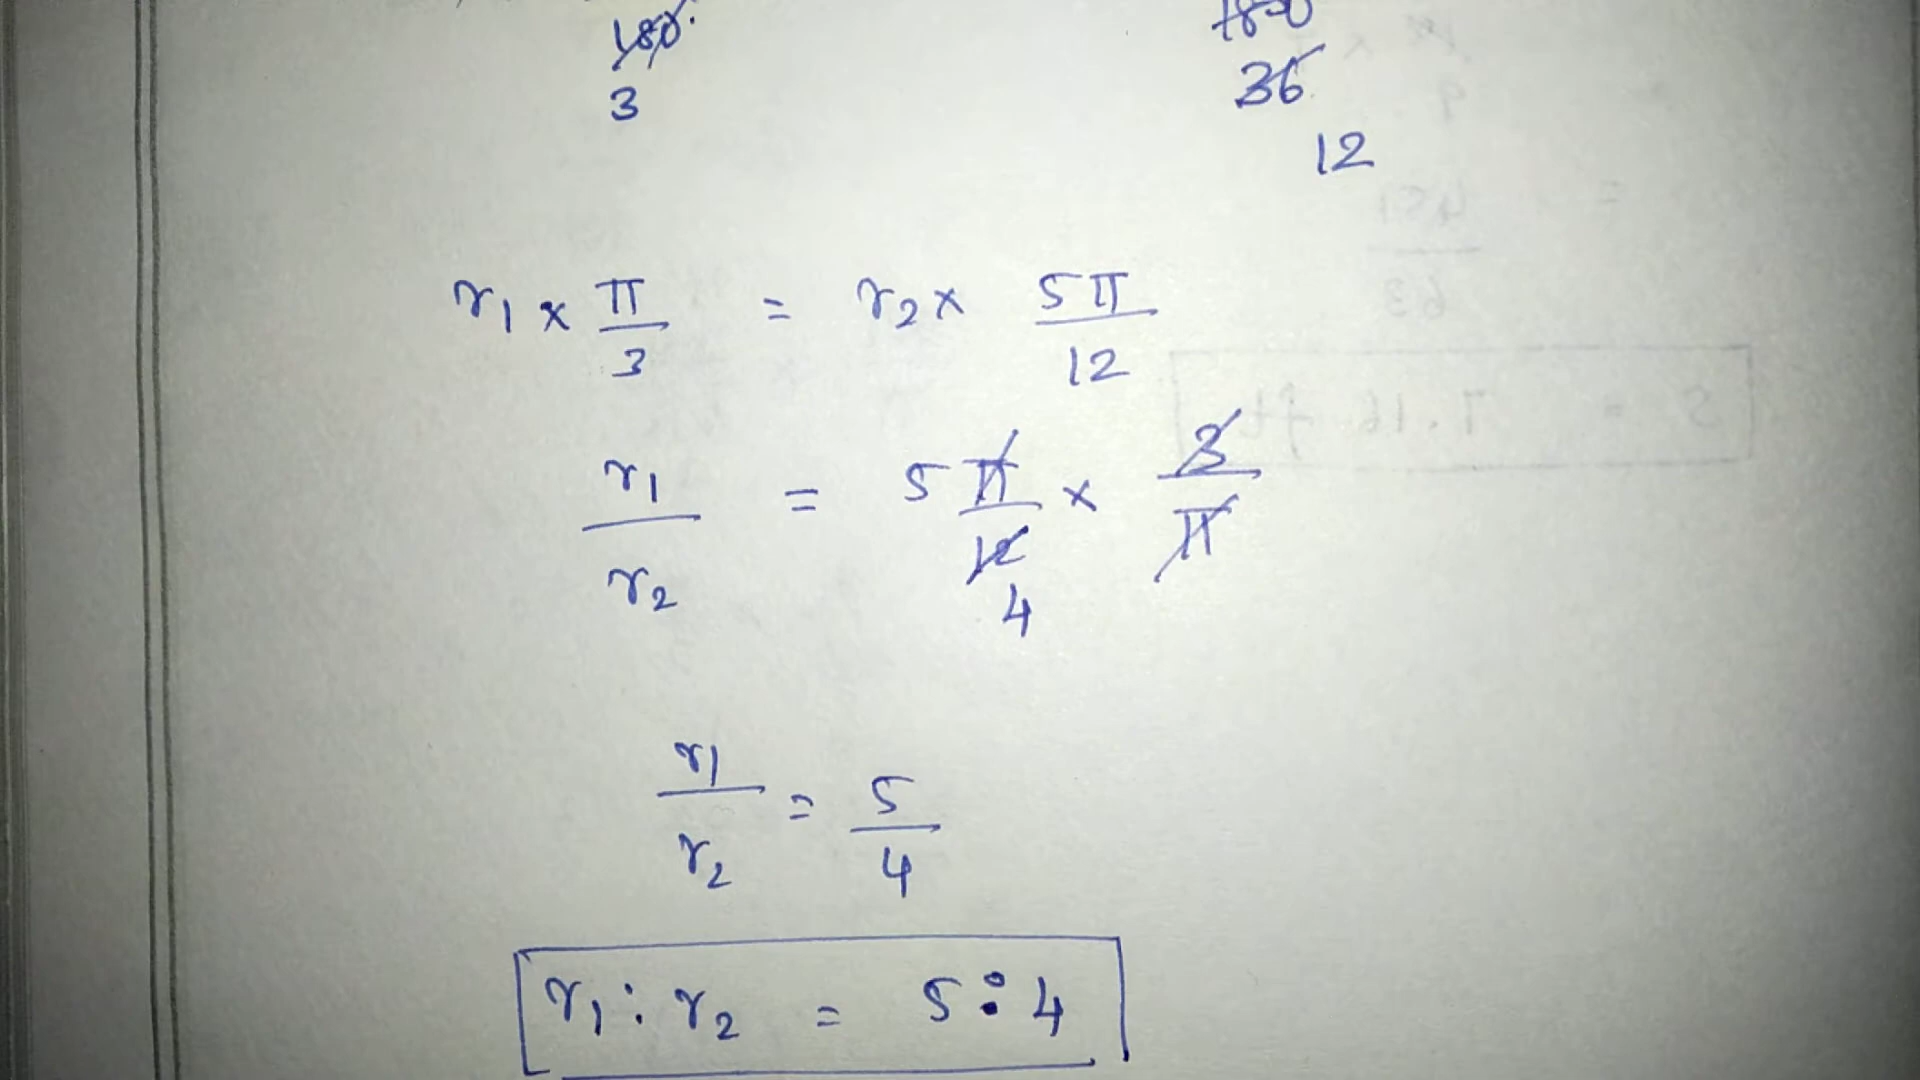 180 180
3 36
12
r1 × π/3 = r2 × 5π/12
r1/r2 = 5π/12 × 3/π
4
r1/r2 = 5/4
r1 : r2 = 5 : 4